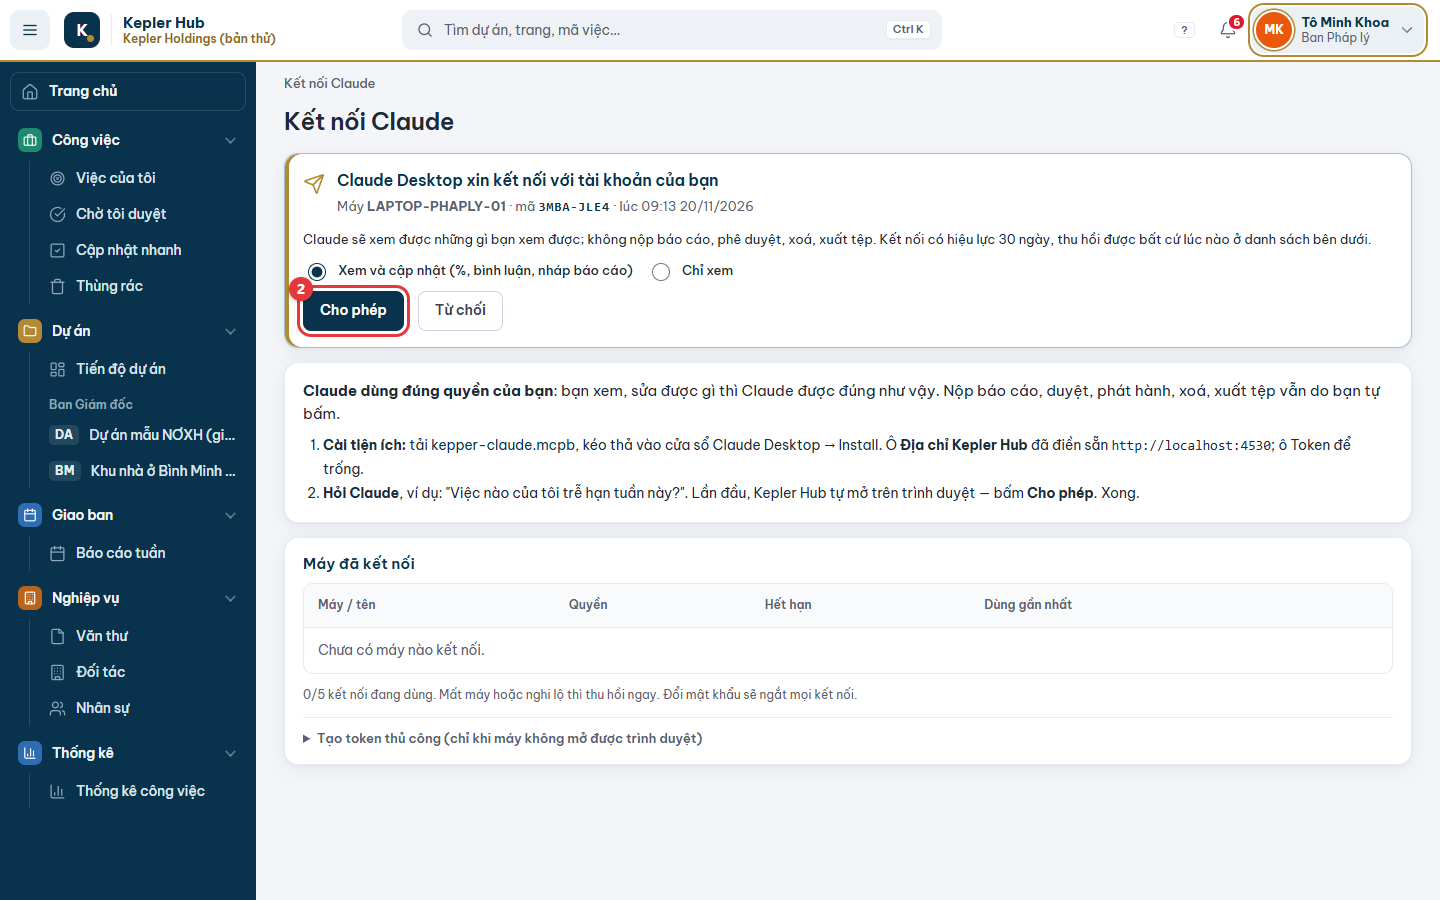 K
Kepler Hub
Kepler Holdings (bản thử)
Tìm dự án, trang, mã việc...
Ctrl K
?
6
MK
Tô Minh Khoa
Ban Pháp lý
Trang chủ
Công việc
Việc của tôi
Chờ tôi duyệt
Cập nhật nhanh
Thùng rác
Dự án
Tiến độ dự án
Ban Giám đốc
DA Dự án mẫu NƠXH (gi...
BM Khu nhà ở Bình Minh ...
Giao ban
Báo cáo tuần
Nghiệp vụ
Văn thư
Đối tác
Nhân sự
Thống kê
Thống kê công việc
Kết nối Claude
Kết nối Claude
Claude Desktop xin kết nối với tài khoản của bạn
Máy LAPTOP-PHAPLY-01 · mã 3MBA-JLE4 · lúc 09:13 20/11/2026
Claude sẽ xem được những gì bạn xem được; không nộp báo cáo, phê duyệt, xoá, xuất tệp. Kết nối có hiệu lực 30 ngày, thu hồi được bất cứ lúc nào ở danh sách bên dưới.
Xem và cập nhật (%, bình luận, nháp báo cáo)
Chỉ xem
2
Cho phép
Từ chối
Claude dùng đúng quyền của bạn: bạn xem, sửa được gì thì Claude được đúng như vậy. Nộp báo cáo, duyệt, phát hành, xoá, xuất tệp vẫn do bạn tự
bấm.
1. Cài tiện ích: tải kepper-claude.mcpb, kéo thả vào cửa sổ Claude Desktop → Install. Ô Địa chỉ Kepler Hub đã điền sẵn http://localhost:4530; ô Token để
trống.
2. Hỏi Claude, ví dụ: "Việc nào của tôi trễ hạn tuần này?". Lần đầu, Kepler Hub tự mở trên trình duyệt — bấm Cho phép. Xong.
Máy đã kết nối
Máy / tên
Quyền
Hết hạn
Dùng gần nhất
Chưa có máy nào kết nối.
0/5 kết nối đang dùng. Mất máy hoặc nghi lộ thì thu hồi ngay. Đổi mật khẩu sẽ ngắt mọi kết nối.
Tạo token thủ công (chỉ khi máy không mở được trình duyệt)